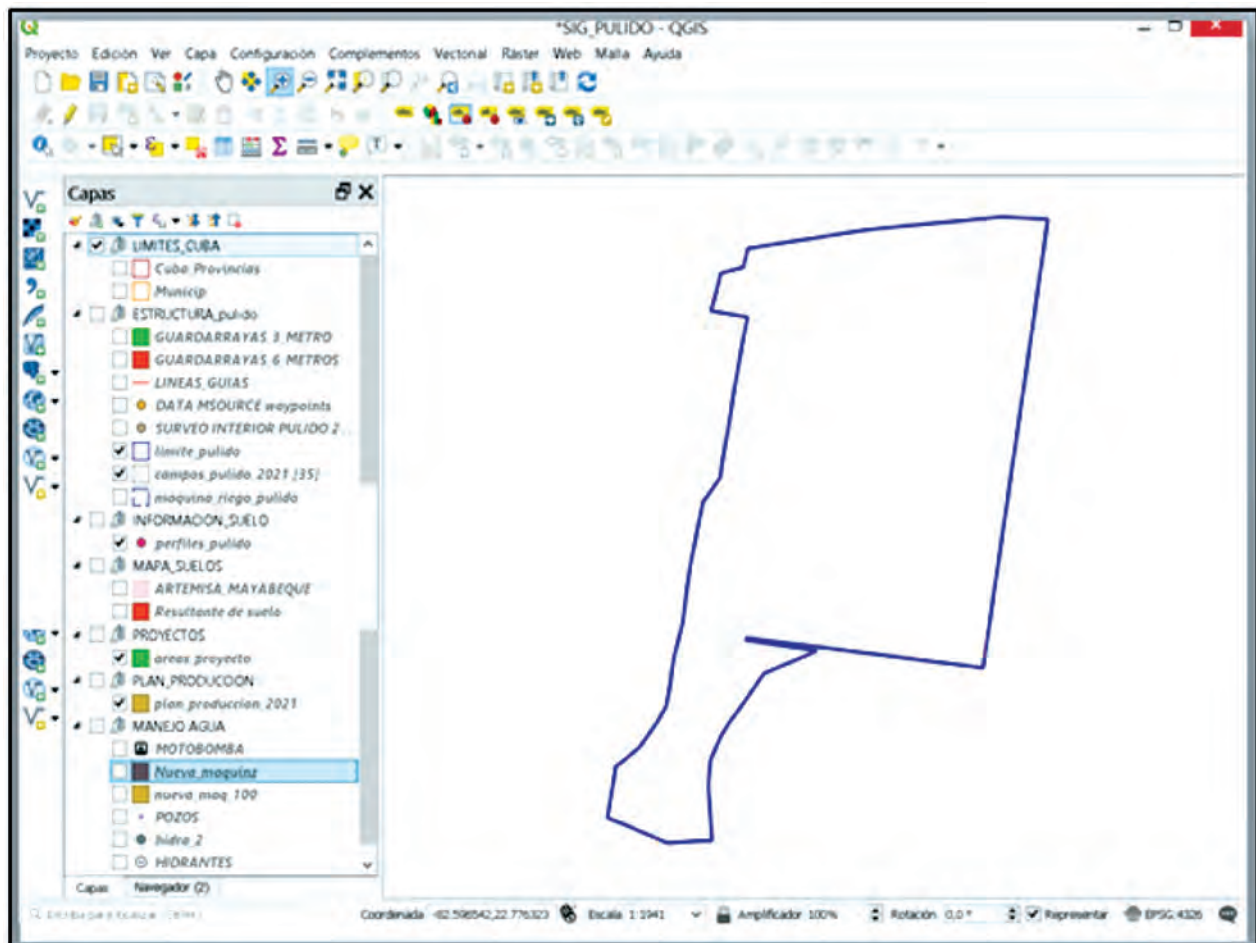 *SIG_PULIDO - QGIS
Proyecto Edición Ver Capa Configuración Complementos Vectorial Raster Web Malla Ayuda
Capas
LIMITES_CUBA
Cuba_Provincias
Municip
ESTRUCTURA_pulido
GUARDARRAYAS_3_METRO
GUARDARRAYAS_6_METROS
LINEAS_GUIAS
DATA MSOURCE waypoints
SURVEO INTERIOR PULIDO 2...
limite_pulido
campos_pulido_2021 [35]
maquina_riego_pulido
INFORMACION_SUELO
perfiles_pulido
MAPA_SUELOS
ARTEMISA_MAYABEQUE
Resultante de suelo
PROYECTOS
areas_proyecto
PLAN_PRODUCCOON
plan_produccion_2021
MANEJO AGUA
MOTOBOMBA
Nueva_maquina
nueva_maq_100
POZOS
hidro_2
HIDRANTES
Capas Navegador (2)
Coordenada -82.598542,22.776323 Escala 1:1941 Amplificador 100% Rotación 0,0 ° Representar EPSG:4326